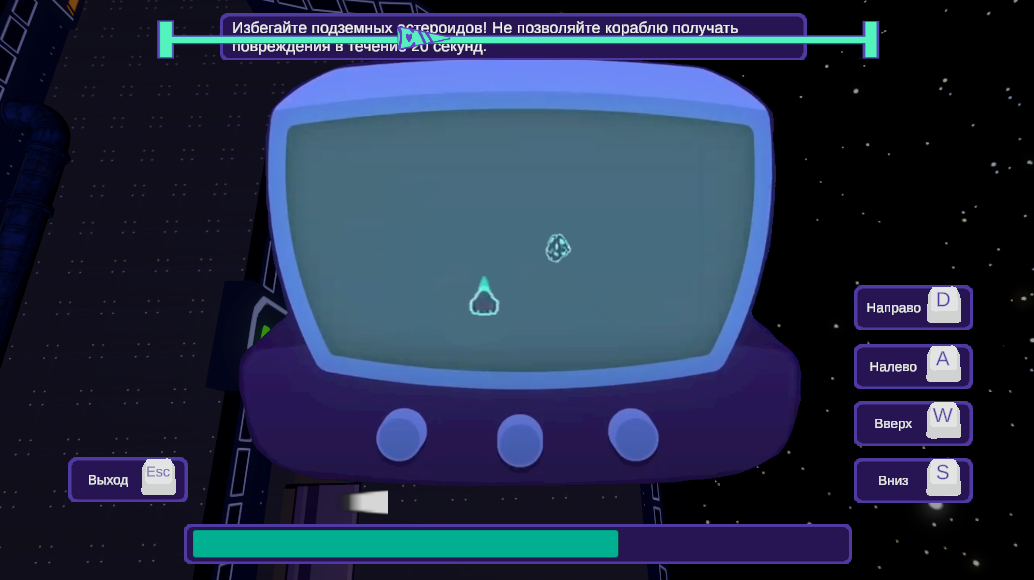 Избегайте подземных астероидов! Не позволяйте кораблю получать
повреждения в течение 20 секунд.
Направо D
Налево A
Вверх W
Выход Esc
Вниз S